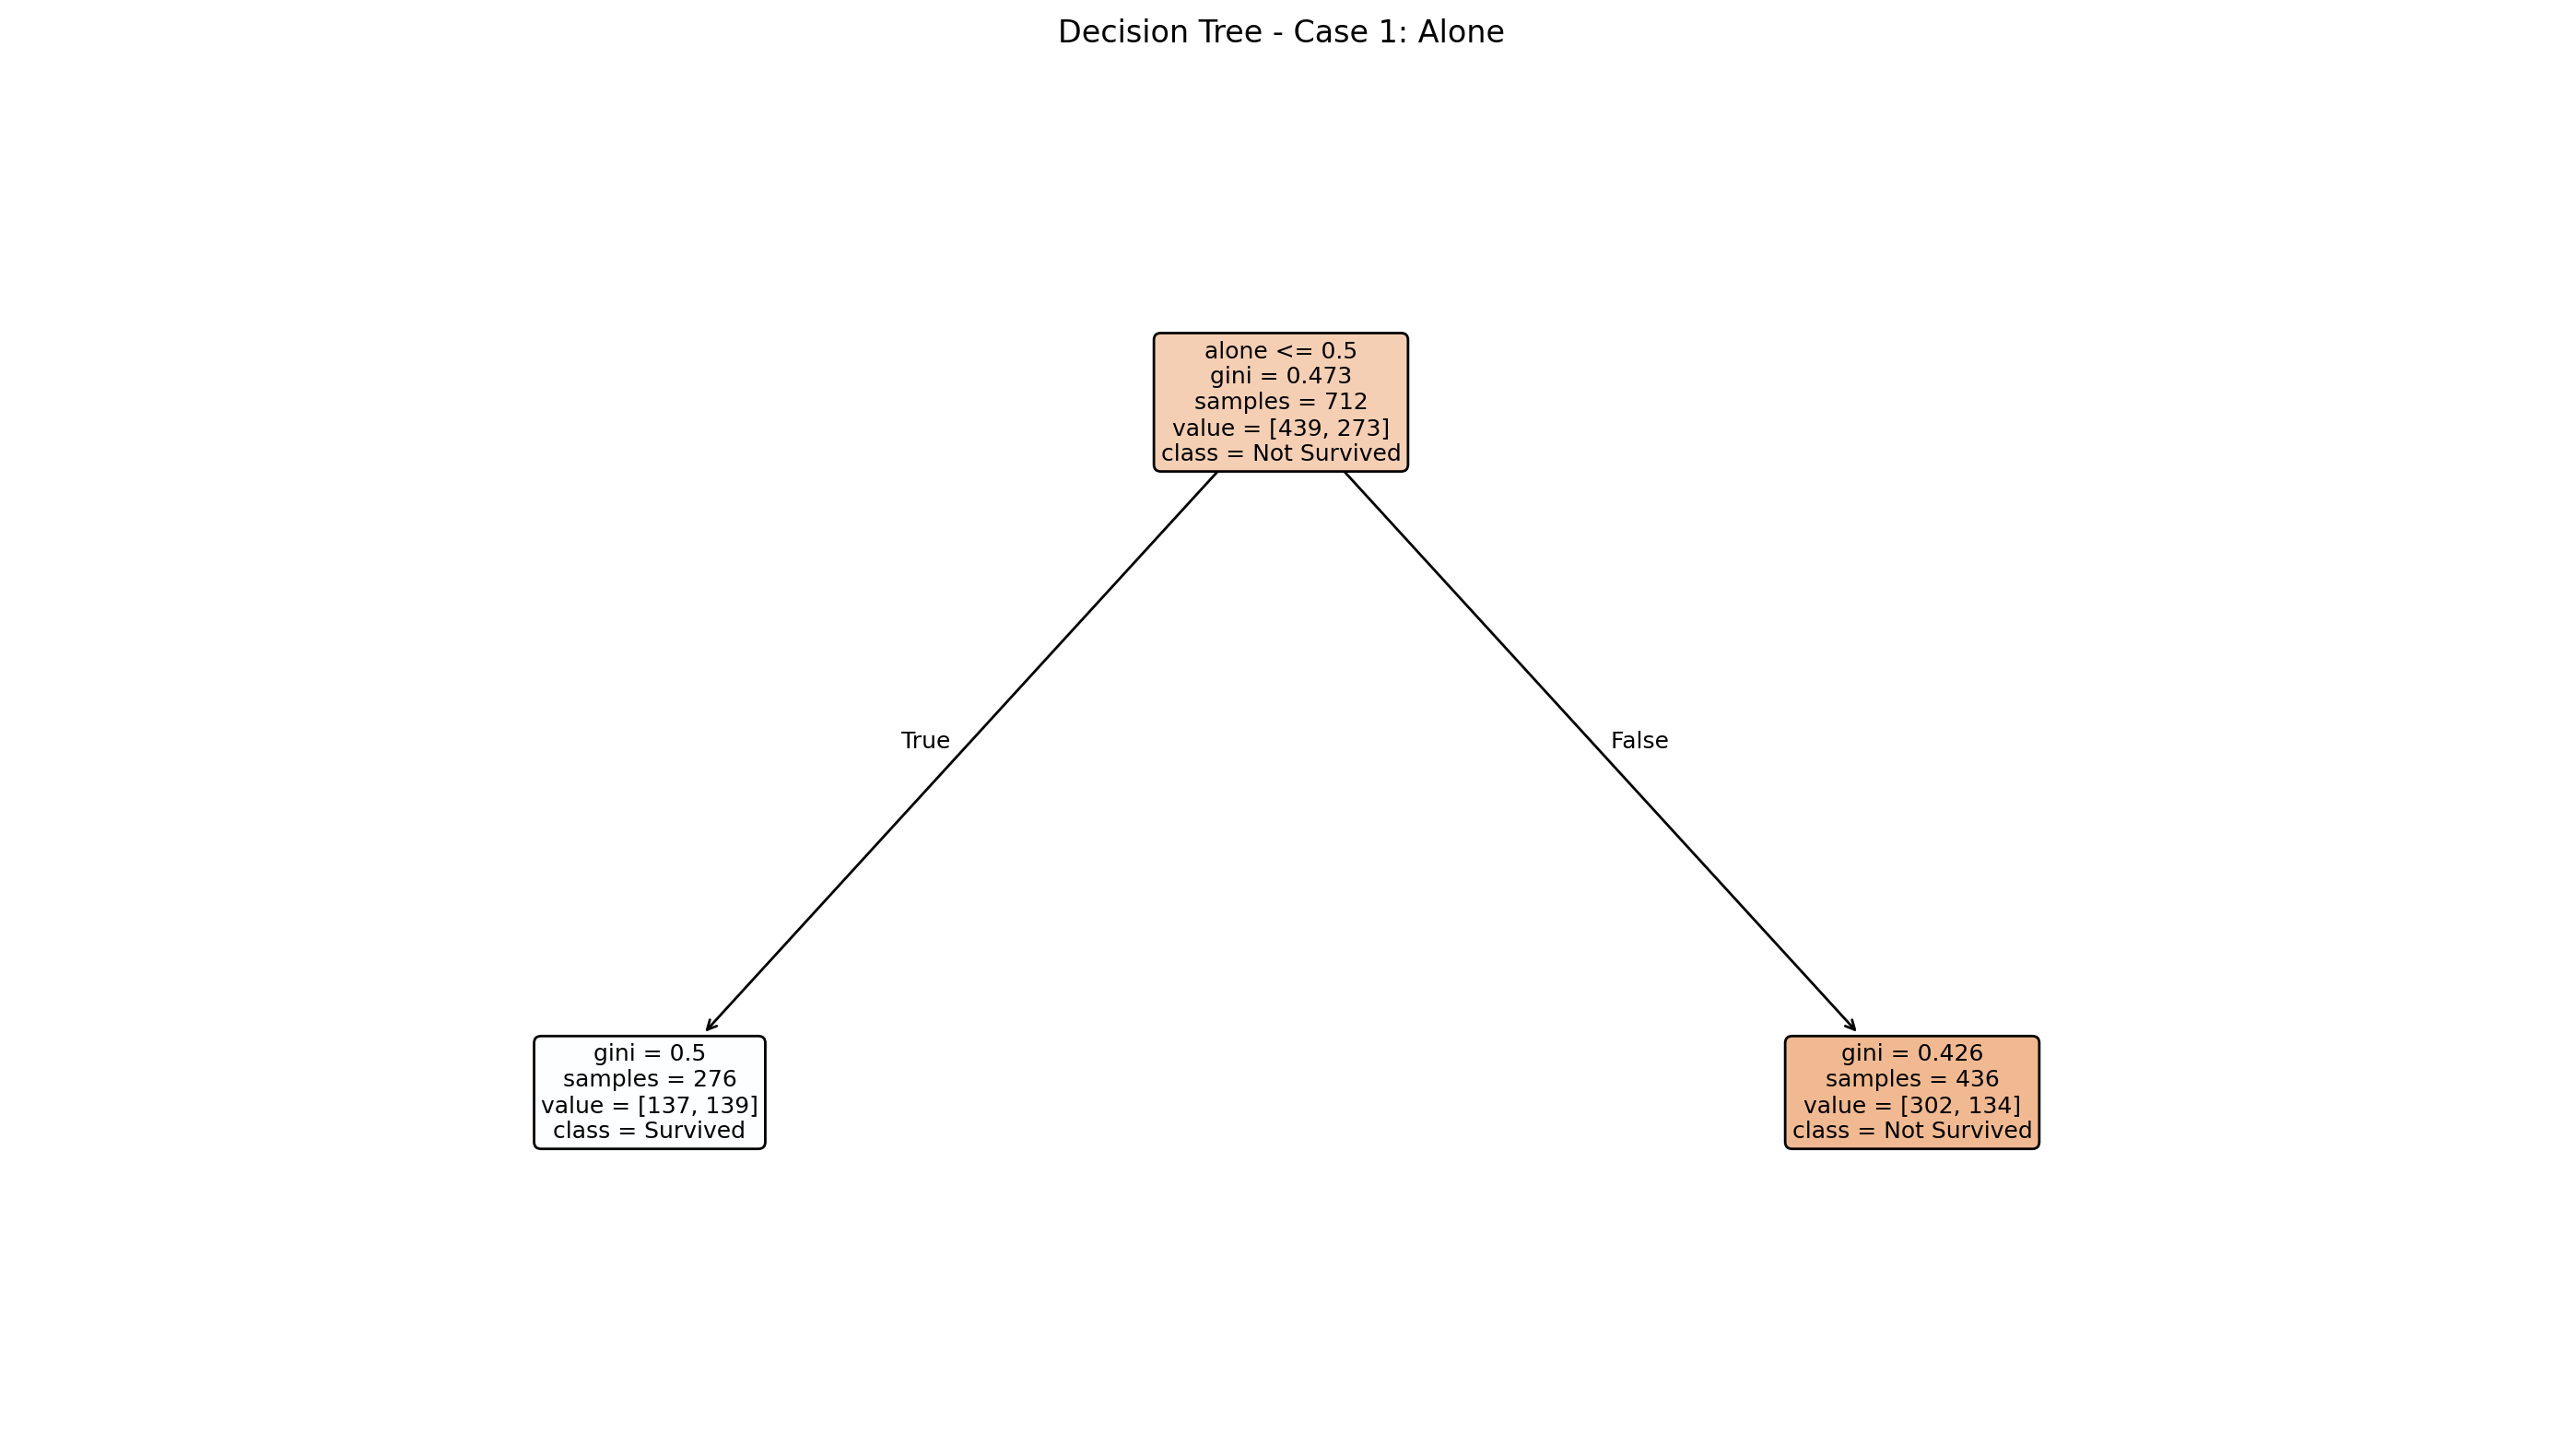 Decision Tree - Case 1: Alone
alone <= 0.5
gini = 0.473
samples = 712
value = [439, 273]
class = Not Survived
True
False
gini = 0.5
samples = 276
value = [137, 139]
class = Survived
gini = 0.426
samples = 436
value = [302, 134]
class = Not Survived